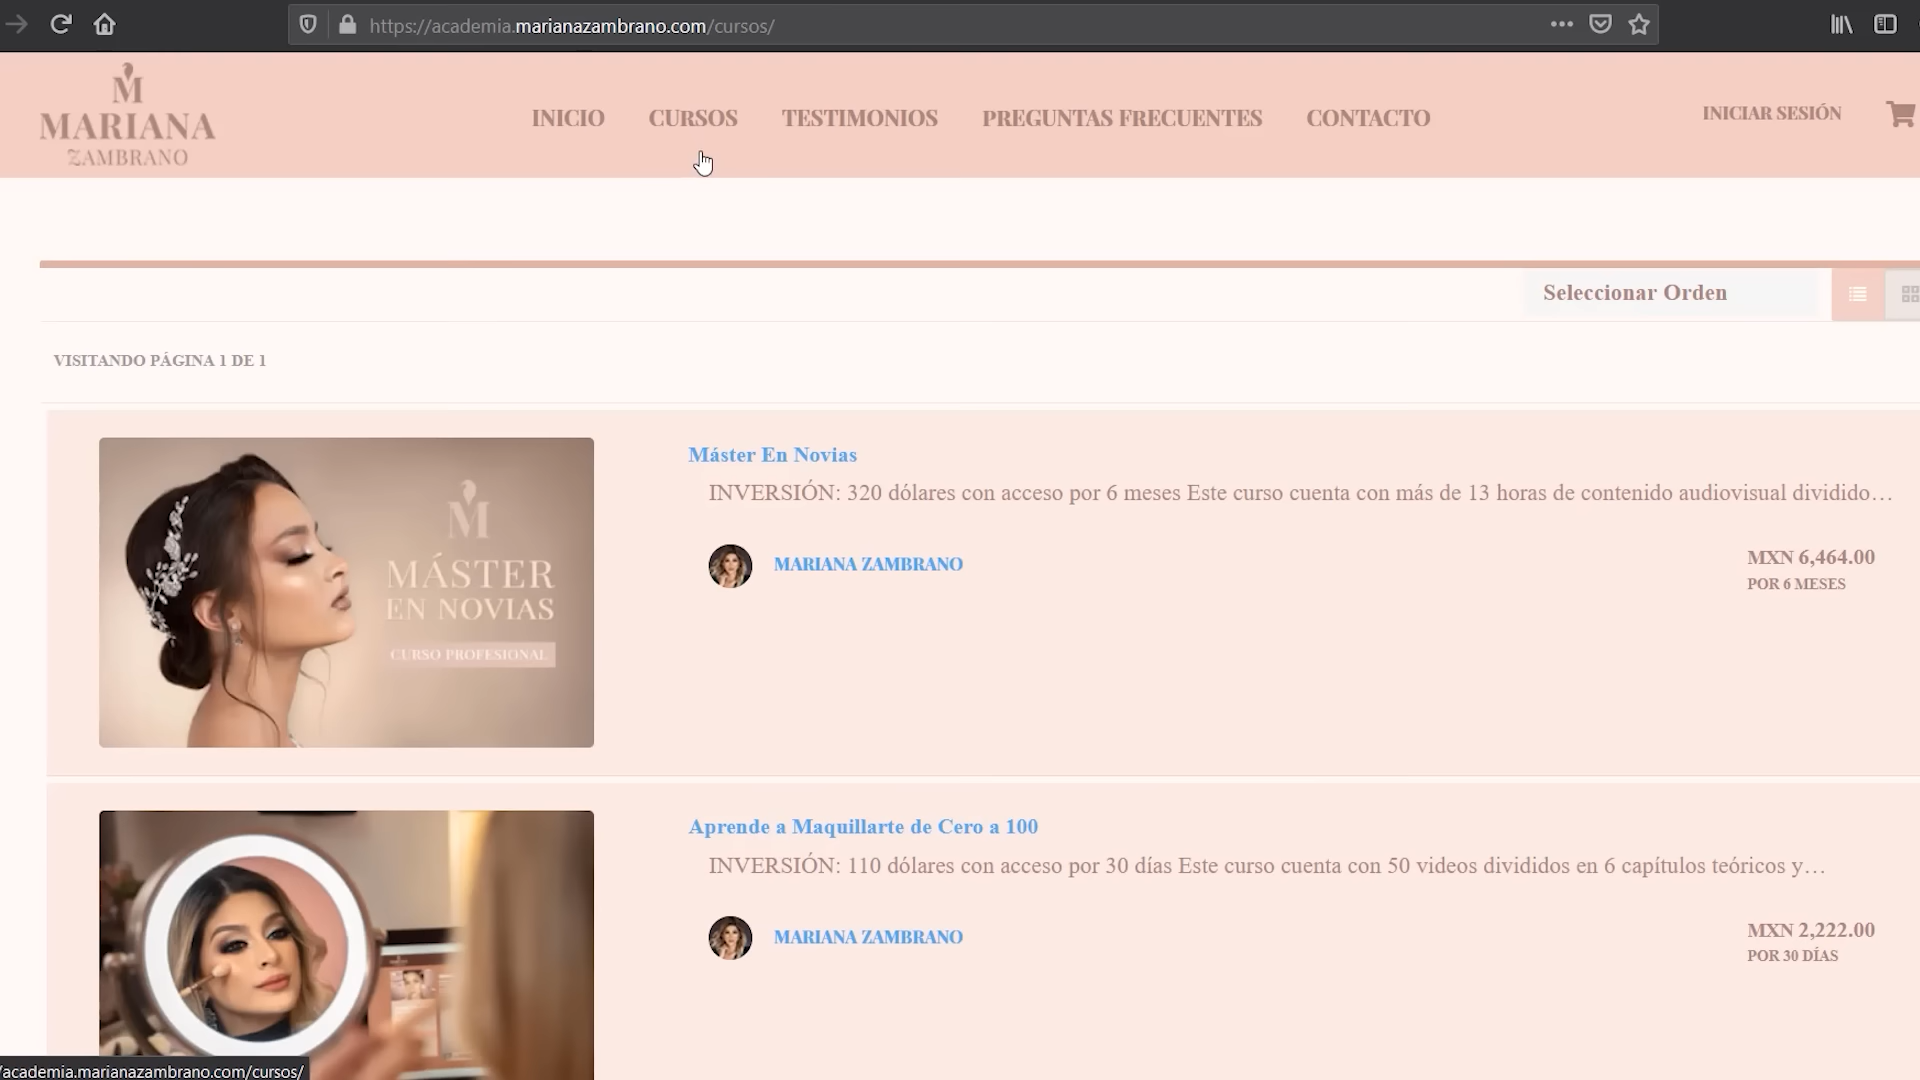 https://academia.marianazambrano.com/cursos/
M
MARIANA
ZAMBRANO
INICIO
CURSOS
TESTIMONIOS
PREGUNTAS FRECUENTES
CONTACTO
INICIAR SESIÓN
Seleccionar Orden
VISITANDO PÁGINA 1 DE 1
M
MÁSTER
EN NOVIAS
CURSO PROFESIONAL
Máster En Novias
INVERSIÓN: 320 dólares con acceso por 6 meses Este curso cuenta con más de 13 horas de contenido audiovisual dividido…
MARIANA ZAMBRANO
MXN 6,464.00
POR 6 MESES
Aprende a Maquillarte de Cero a 100
INVERSIÓN: 110 dólares con acceso por 30 días Este curso cuenta con 50 videos divididos en 6 capítulos teóricos y…
MARIANA ZAMBRANO
MXN 2,222.00
POR 30 DÍAS
/academia.marianazambrano.com/cursos/